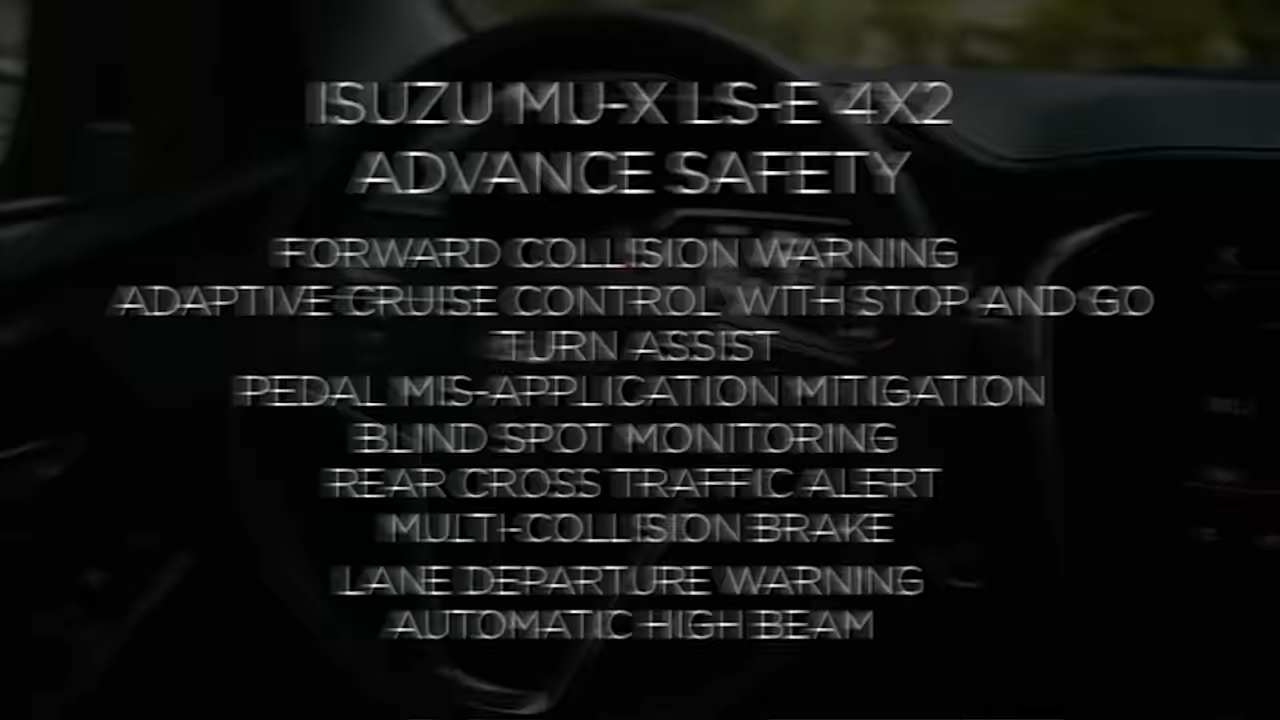 ISUZU MU-X LS-E 4X2
ADVANCE SAFETY
FORWARD COLLISION WARNING
ADAPTIVE CRUISE CONTROL WITH STOP AND GO
TURN ASSIST
PEDAL MIS-APPLICATION MITIGATION
BLIND SPOT MONITORING
REAR CROSS TRAFFIC ALERT
MULTI-COLLISION BRAKE
LANE DEPARTURE WARNING
AUTOMATIC HIGH BEAM